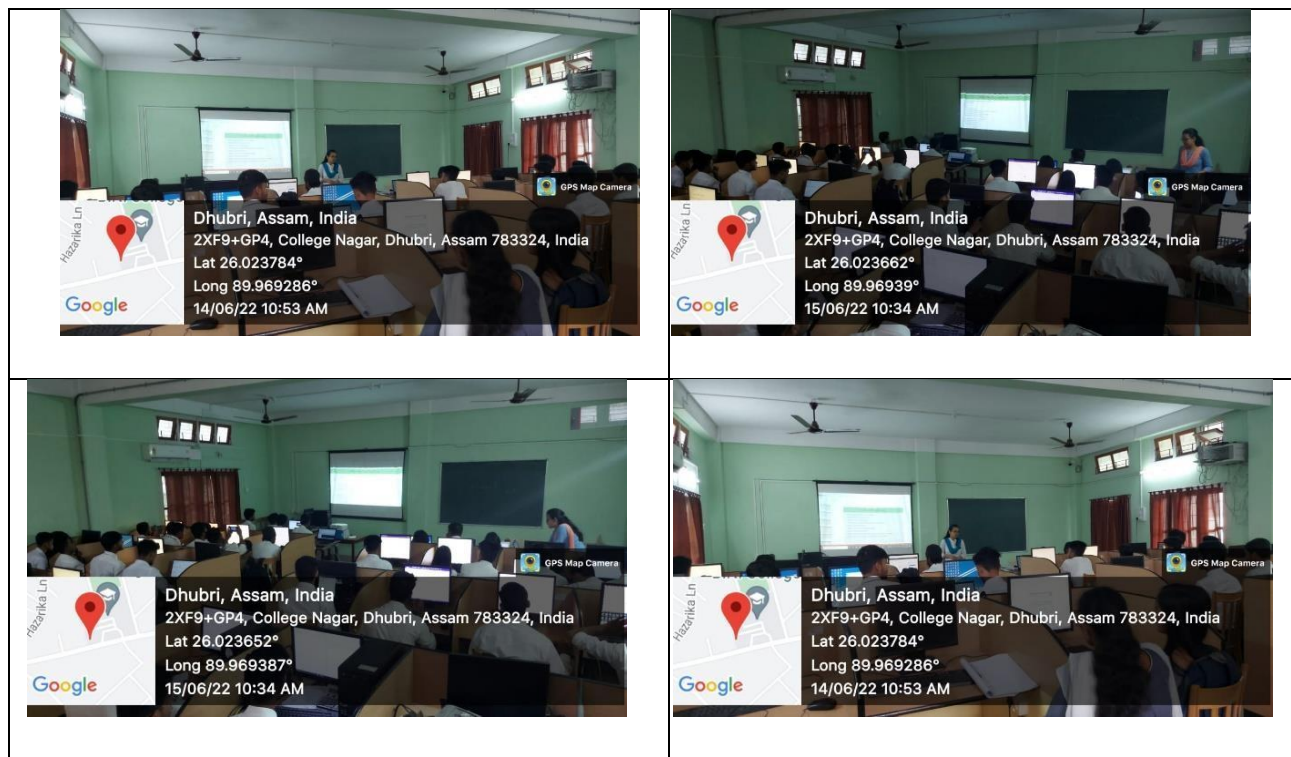 GPS Map Camera
Hazarika Ln
Google
Dhubri, Assam, India
2XF9+GP4, College Nagar, Dhubri, Assam 783324, India
Lat 26.023784°
Long 89.969286°
14/06/22 10:53 AM
GPS Map Camera
Hazarika Ln
Google
Dhubri, Assam, India
2XF9+GP4, College Nagar, Dhubri, Assam 783324, India
Lat 26.023662°
Long 89.96939°
15/06/22 10:34 AM
GPS Map Camera
Hazarika Ln
Google
Dhubri, Assam, India
2XF9+GP4, College Nagar, Dhubri, Assam 783324, India
Lat 26.023652°
Long 89.969387°
15/06/22 10:34 AM
GPS Map Camera
Hazarika Ln
Google
Dhubri, Assam, India
2XF9+GP4, College Nagar, Dhubri, Assam 783324, India
Lat 26.023784°
Long 89.969286°
14/06/22 10:53 AM